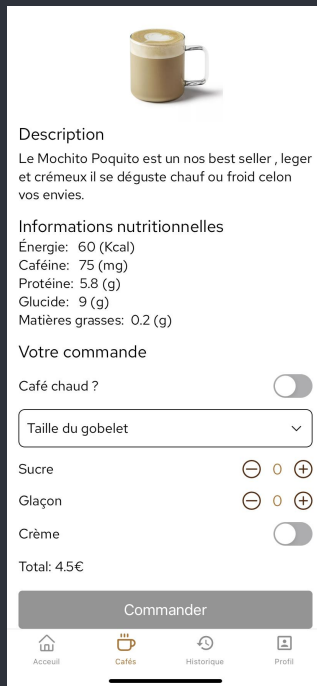 Description
Le Mochito Poquito est un nos best seller , leger
et crémeux il se déguste chauf ou froid celon
vos envies.
Informations nutritionnelles
Énergie: 60 (Kcal)
Caféine: 75 (mg)
Protéine: 5.8 (g)
Glucide: 9 (g)
Matières grasses: 0.2 (g)
Votre commande
Café chaud ?
Taille du gobelet
Sucre 0
Glaçon 0
Crème
Total: 4.5€
Commander
Acceuil Cafés Historique Profil